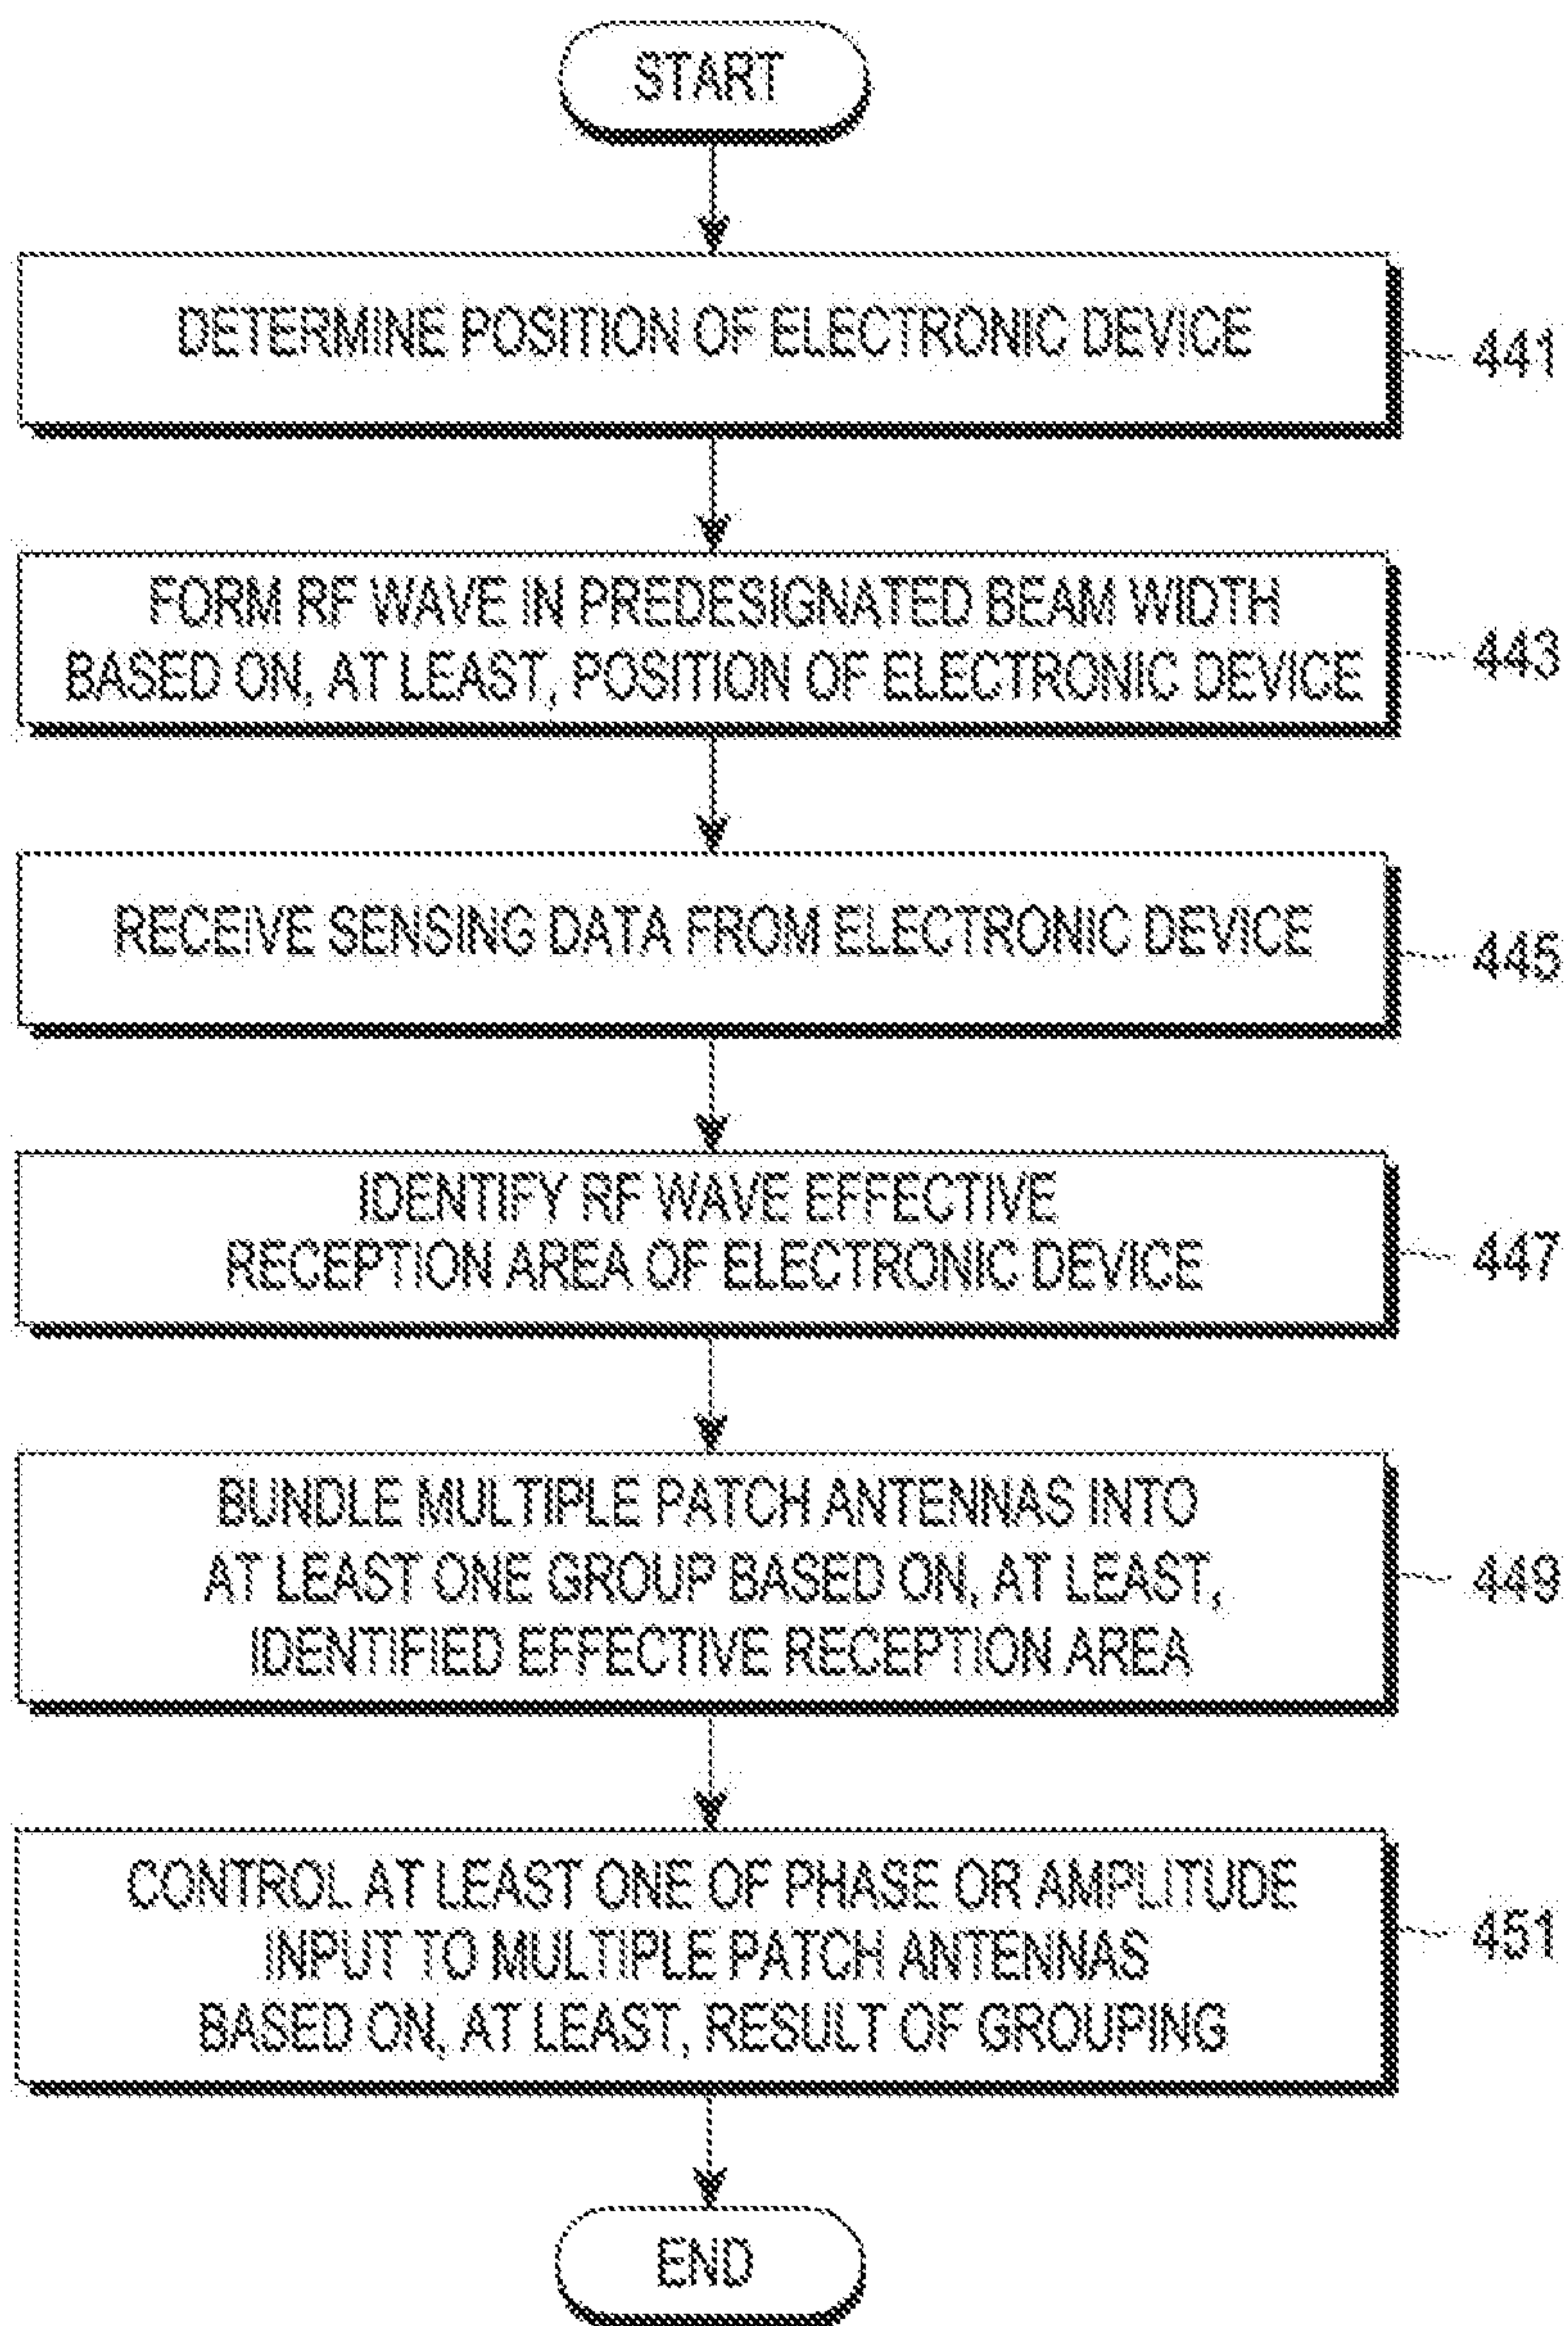 START
DETERMINE POSITION OF ELECTRONIC DEVICE
441
FORM RF WAVE IN PREDESIGNATED BEAM WIDTH
BASED ON, AT LEAST, POSITION OF ELECTRONIC DEVICE
443
RECEIVE SENSING DATA FROM ELECTRONIC DEVICE
445
IDENTIFY RF WAVE EFFECTIVE
RECEPTION AREA OF ELECTRONIC DEVICE
447
BUNDLE MULTIPLE PATCH ANTENNAS INTO
AT LEAST ONE GROUP BASED ON, AT LEAST,
IDENTIFIED EFFECTIVE RECEPTION AREA
449
CONTROL AT LEAST ONE OF PHASE OR AMPLITUDE
INPUT TO MULTIPLE PATCH ANTENNAS
BASED ON, AT LEAST, RESULT OF GROUPING
451
END